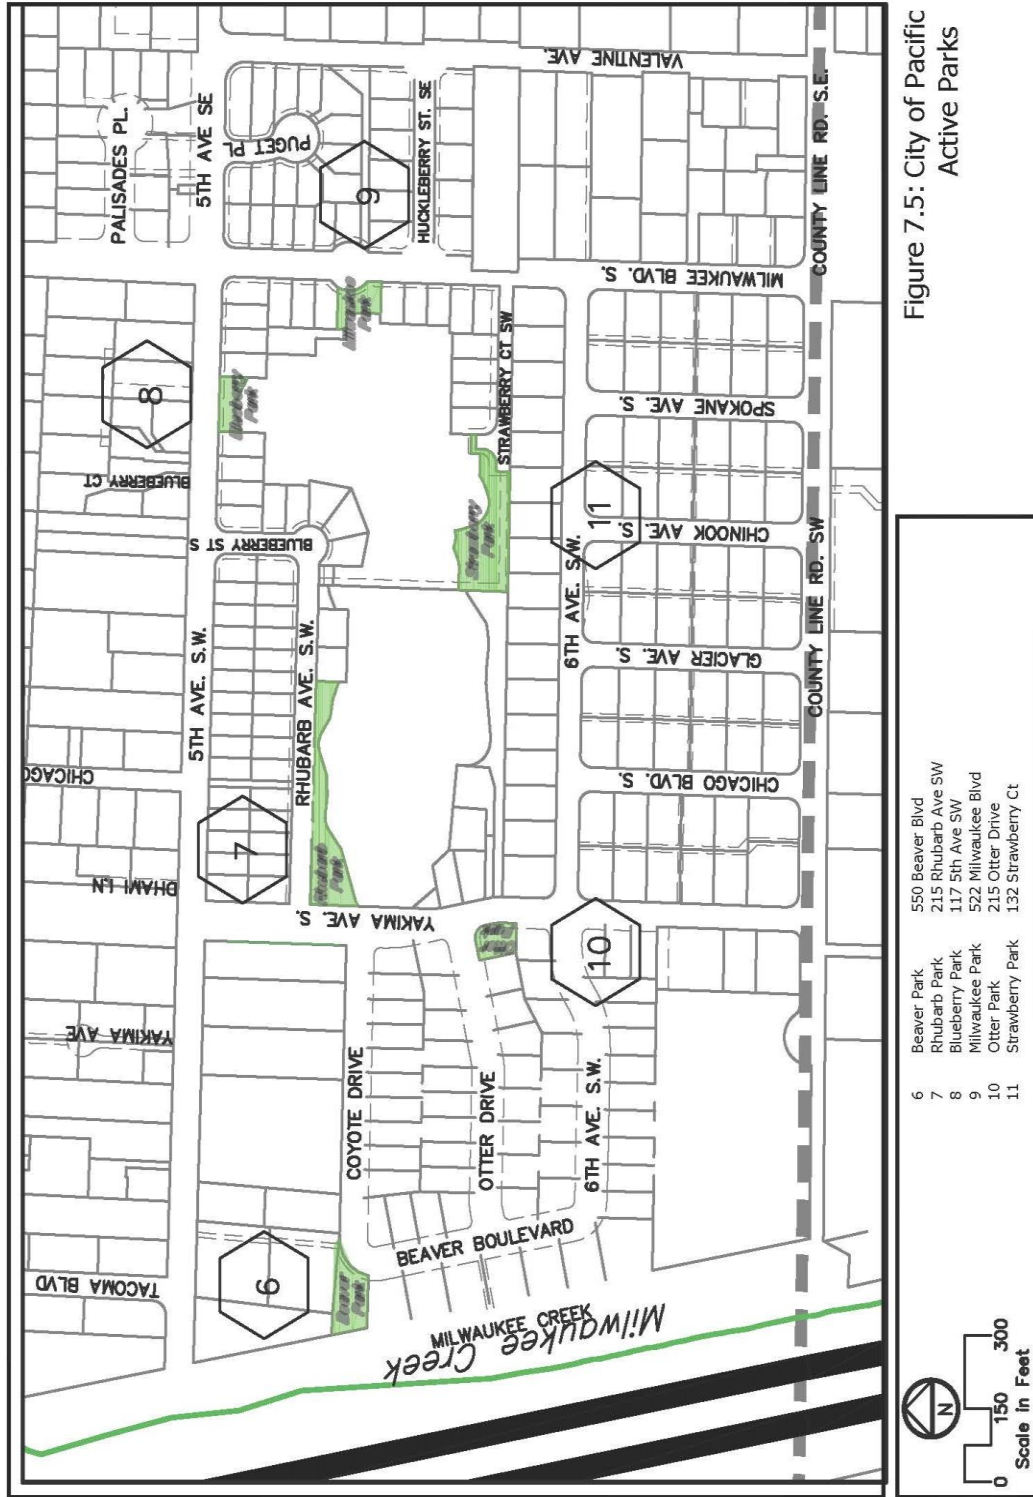 PALISADES PL.
5TH AVE SE
PUGET PL
HUCKLEBERRY ST. SE
VALENTINE AVE.
COUNTY LINE RD. S.E.
MILWAUKEE BLVD. S.
9
8
Milwaukee
Park
Blueberry
Park
BLUEBERRY CT
BLUEBERRY ST S
STRAWBERRY CT SW
Strawberry
Park
SPOKANE AVE. S.
CHINOOK AVE. S.
11
6TH AVE. S.W.
GLACIER AVE. S.
COUNTY LINE RD. SW
CHICAGO BLVD. S.
5TH AVE. S.W.
RHUBARB AVE. S.W.
CHICAGO
DHAMI LN
7
Rhubarb
Park
YAKIMA AVE. S.
YAKIMA AVE
10
COYOTE DRIVE
OTTER DRIVE
6TH AVE. S.W.
BEAVER BOULEVARD
TACOMA BLVD
6
Beaver
Park
MILWAUKEE CREEK
Milwaukee Creek
Figure 7.5: City of Pacific
Active Parks
6 Beaver Park 550 Beaver Blvd
7 Rhubarb Park 215 Rhubarb Ave SW
8 Blueberry Park 117 5th Ave SW
9 Milwaukee Park 522 Milwaukee Blvd
10 Otter Park 215 Otter Drive
11 Strawberry Park 132 Strawberry Ct
N
0 150 300
Scale in Feet